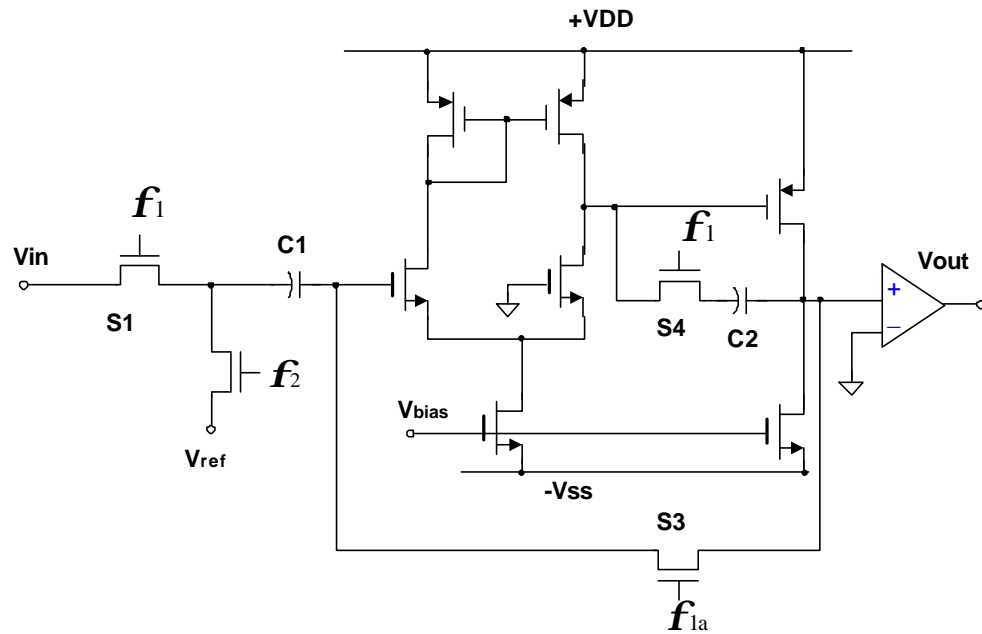 +VDD
f1
Vin
C1
f1
Vout
+
−
S1
S4
C2
f2
Vbias
Vref
-Vss
S3
f1a